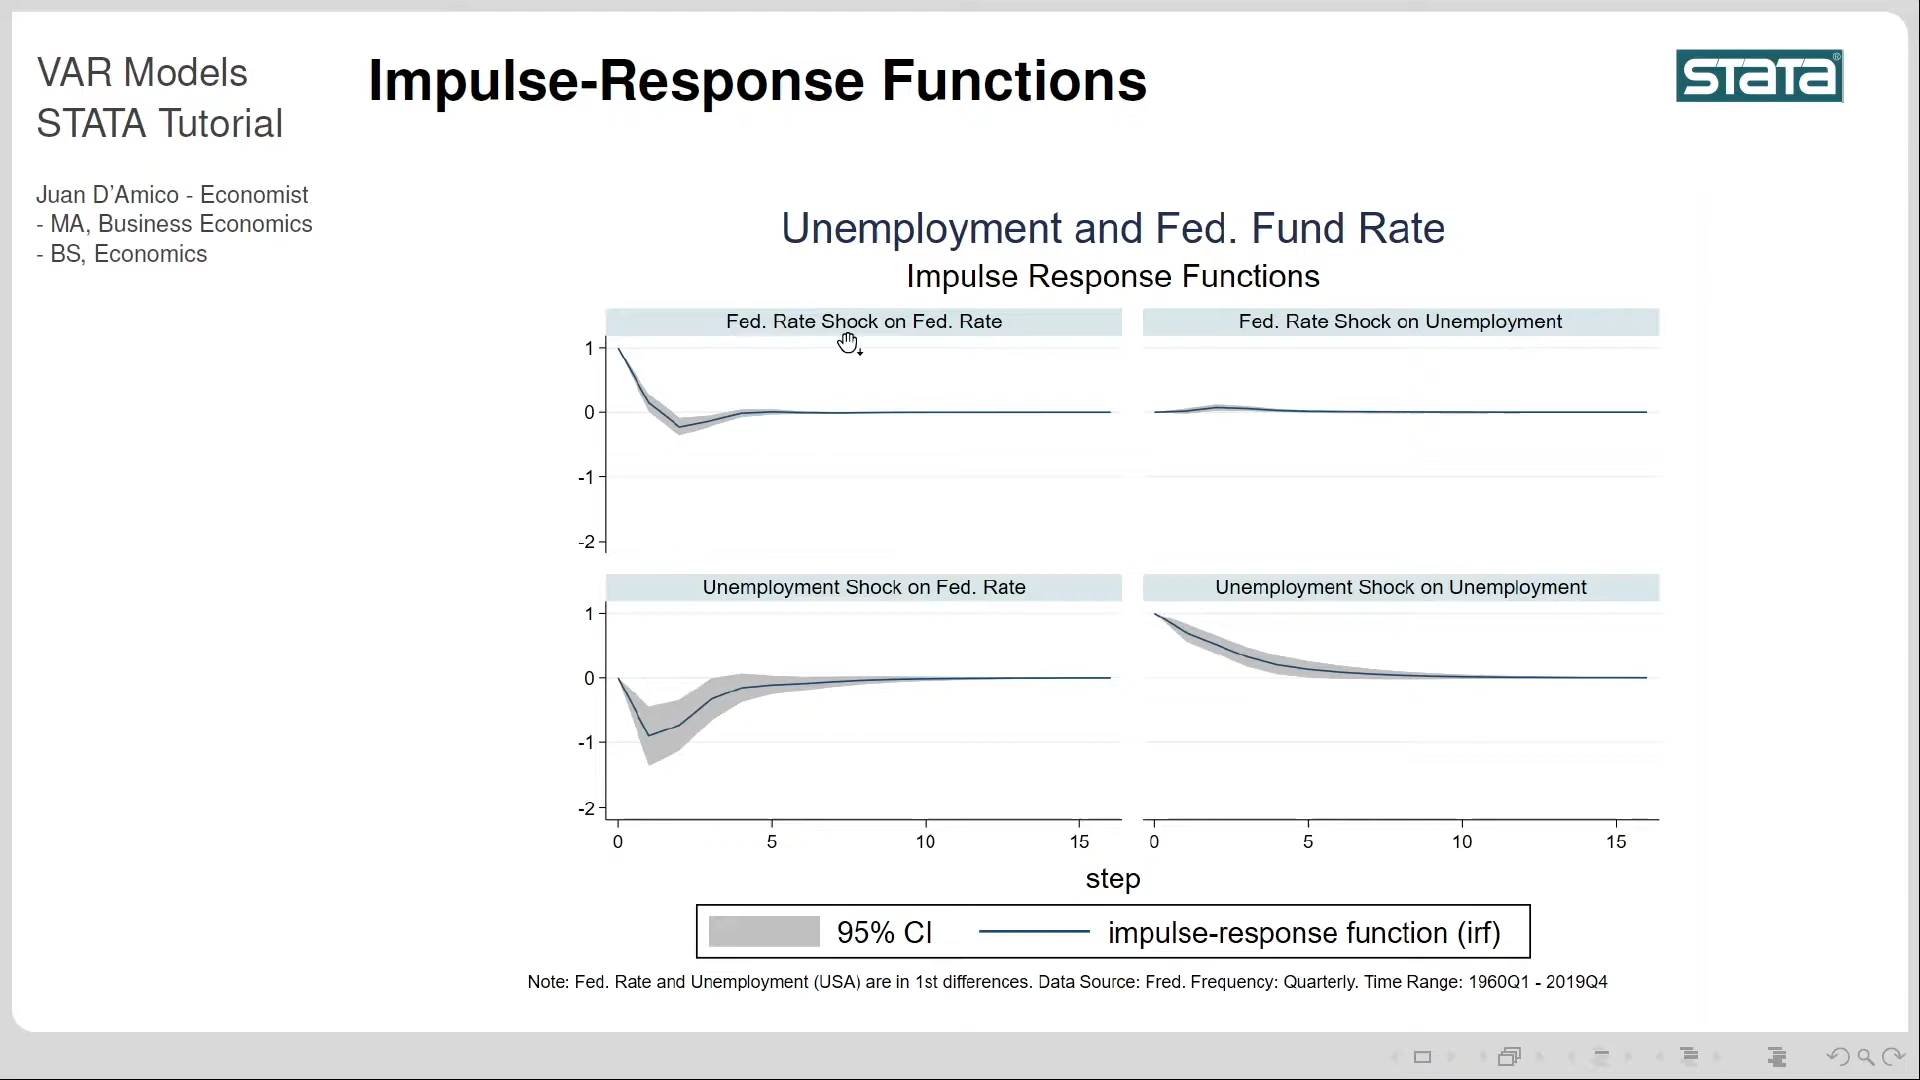 VAR Models
STATA Tutorial
Juan D'Amico - Economist
- MA, Business Economics
- BS, Economics
Impulse-Response Functions
STATA®
Unemployment and Fed. Fund Rate
Impulse Response Functions
Fed. Rate Shock on Fed. Rate
Fed. Rate Shock on Unemployment
1
0
-1
-2
Unemployment Shock on Fed. Rate
Unemployment Shock on Unemployment
1
0
-1
-2
0 5 10 15
0 5 10 15
step
95% CI
impulse-response function (irf)
Note: Fed. Rate and Unemployment (USA) are in 1st differences. Data Source: Fred. Frequency: Quarterly. Time Range: 1960Q1 - 2019Q4